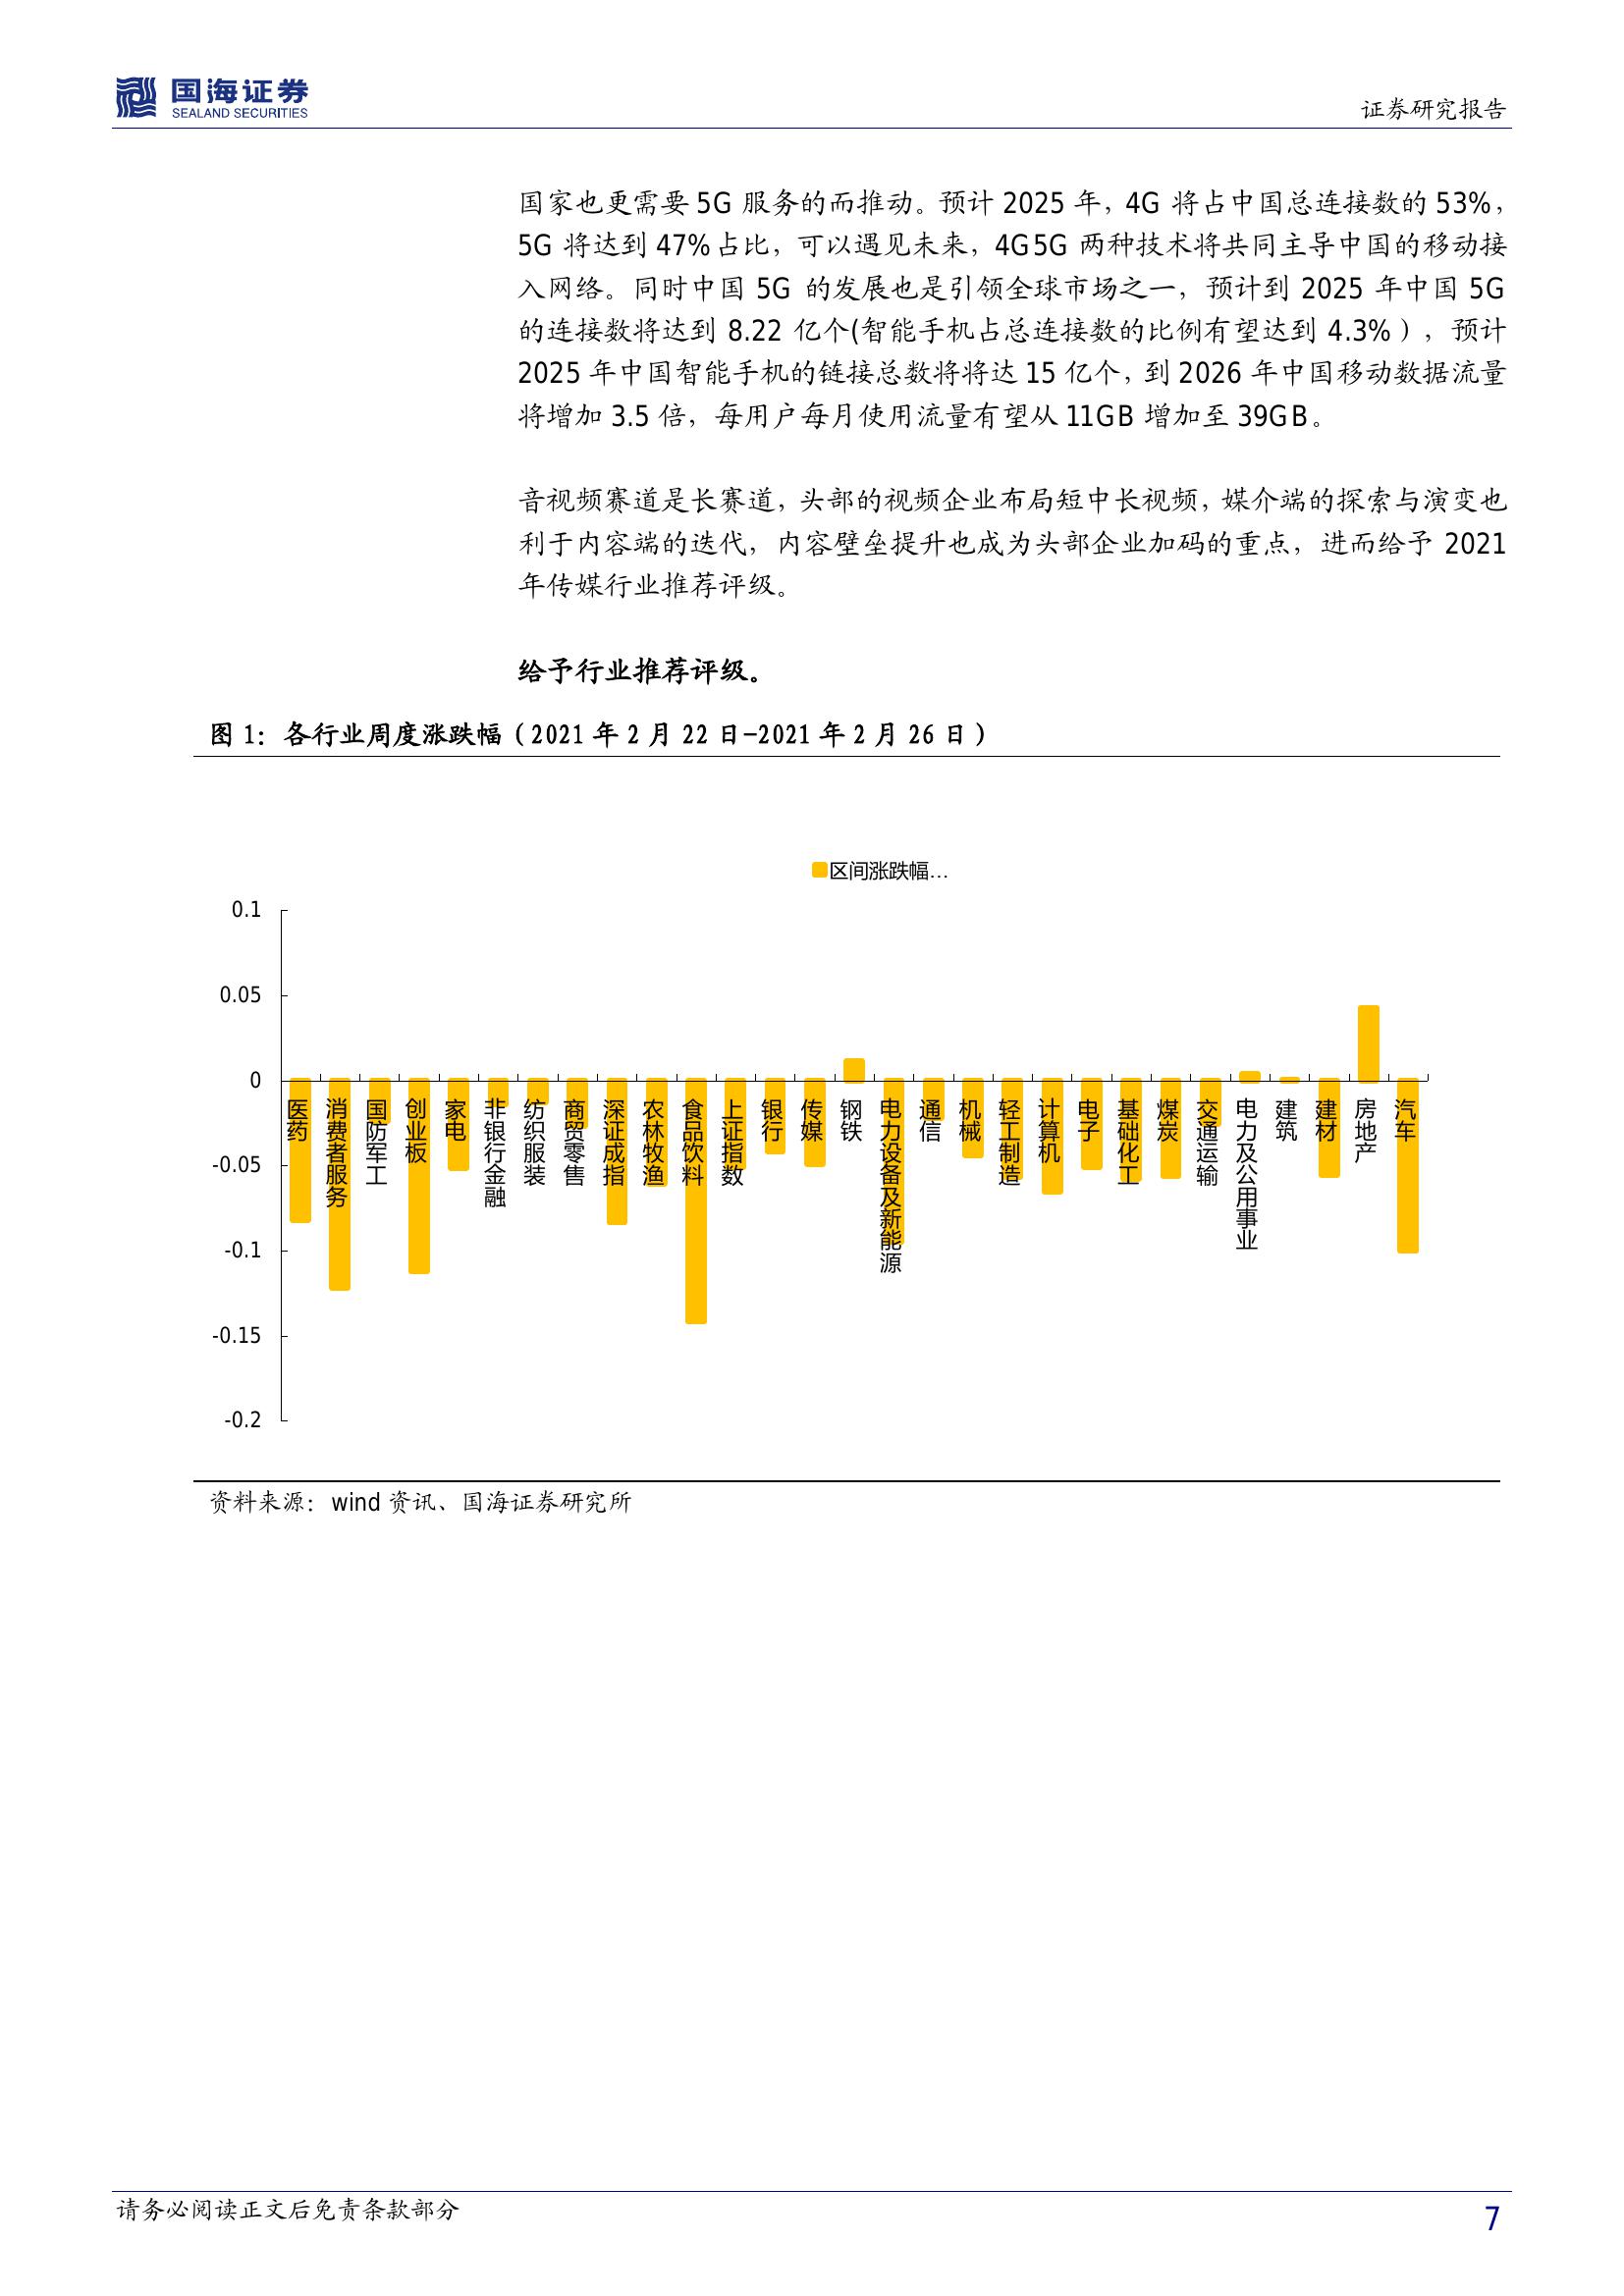 国海证券
SEALAND SECURITIES
证券研究报告
国家也更需要 5G 服务的而推动。预计 2025 年，4G 将占中国总连接数的 53%，
5G 将达到 47%占比，可以遇见未来，4G5G 两种技术将共同主导中国的移动接
入网络。同时中国 5G 的发展也是引领全球市场之一，预计到 2025 年中国 5G
的连接数将达到 8.22 亿个(智能手机占总连接数的比例有望达到 4.3%），预计
2025 年中国智能手机的链接总数将将达 15 亿个，到 2026 年中国移动数据流量
将增加 3.5 倍，每用户每月使用流量有望从 11GB 增加至 39GB。
音视频赛道是长赛道，头部的视频企业布局短中长视频，媒介端的探索与演变也
利于内容端的迭代，内容壁垒提升也成为头部企业加码的重点，进而给予 2021
年传媒行业推荐评级。
给予行业推荐评级。
图 1：各行业周度涨跌幅（2021 年 2 月 22 日-2021 年 2 月 26 日）
区间涨跌幅…
0.1
0.05
0
-0.05
-0.1
-0.15
-0.2
医药
消费者服务
国防军工
创业板
家电
非银行金融
纺织服装
商贸零售
深证成指
农林牧渔
食品饮料
上证指数
银行
传媒
钢铁
电力设备及新能源
通信
机械
轻工制造
计算机
电子
基础化工
煤炭
交通运输
电力及公用事业
建筑
建材
房地产
汽车
资料来源：wind 资讯、国海证券研究所
请务必阅读正文后免责条款部分
7